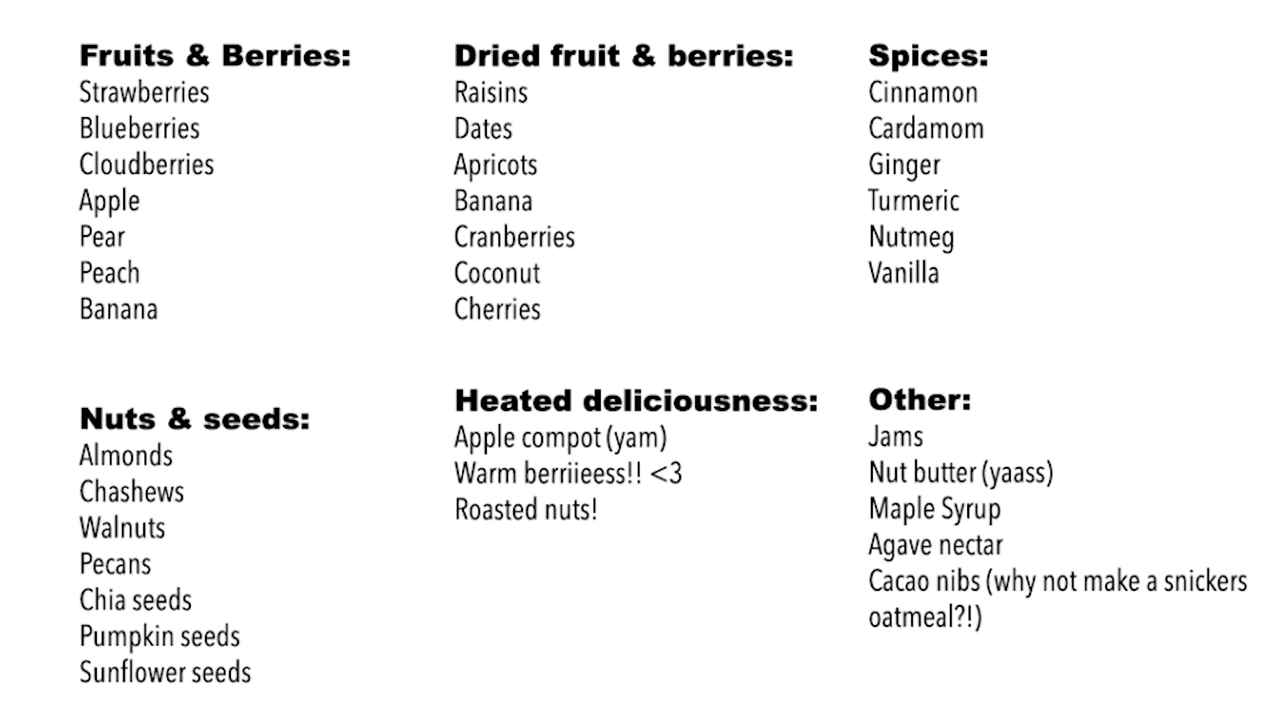 Fruits & Berries:
Strawberries
Blueberries
Cloudberries
Apple
Pear
Peach
Banana
Dried fruit & berries:
Raisins
Dates
Apricots
Banana
Cranberries
Coconut
Cherries
Spices:
Cinnamon
Cardamom
Ginger
Turmeric
Nutmeg
Vanilla
Nuts & seeds:
Almonds
Chashews
Walnuts
Pecans
Chia seeds
Pumpkin seeds
Sunflower seeds
Heated deliciousness:
Apple compot (yam)
Warm berriieess!! <3
Roasted nuts!
Other:
Jams
Nut butter (yaass)
Maple Syrup
Agave nectar
Cacao nibs (why not make a snickers
oatmeal?!)